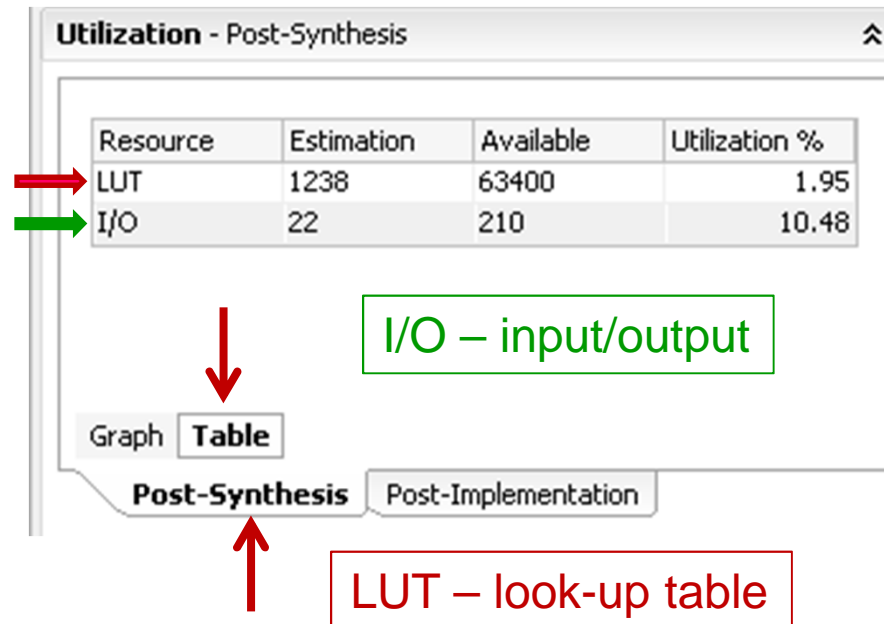 Utilization - Post-Synthesis
Resource Estimation Available Utilization %
LUT 1238 63400 1.95
I/O 22 210 10.48
I/O – input/output
Graph Table
Post-Synthesis Post-Implementation
LUT – look-up table